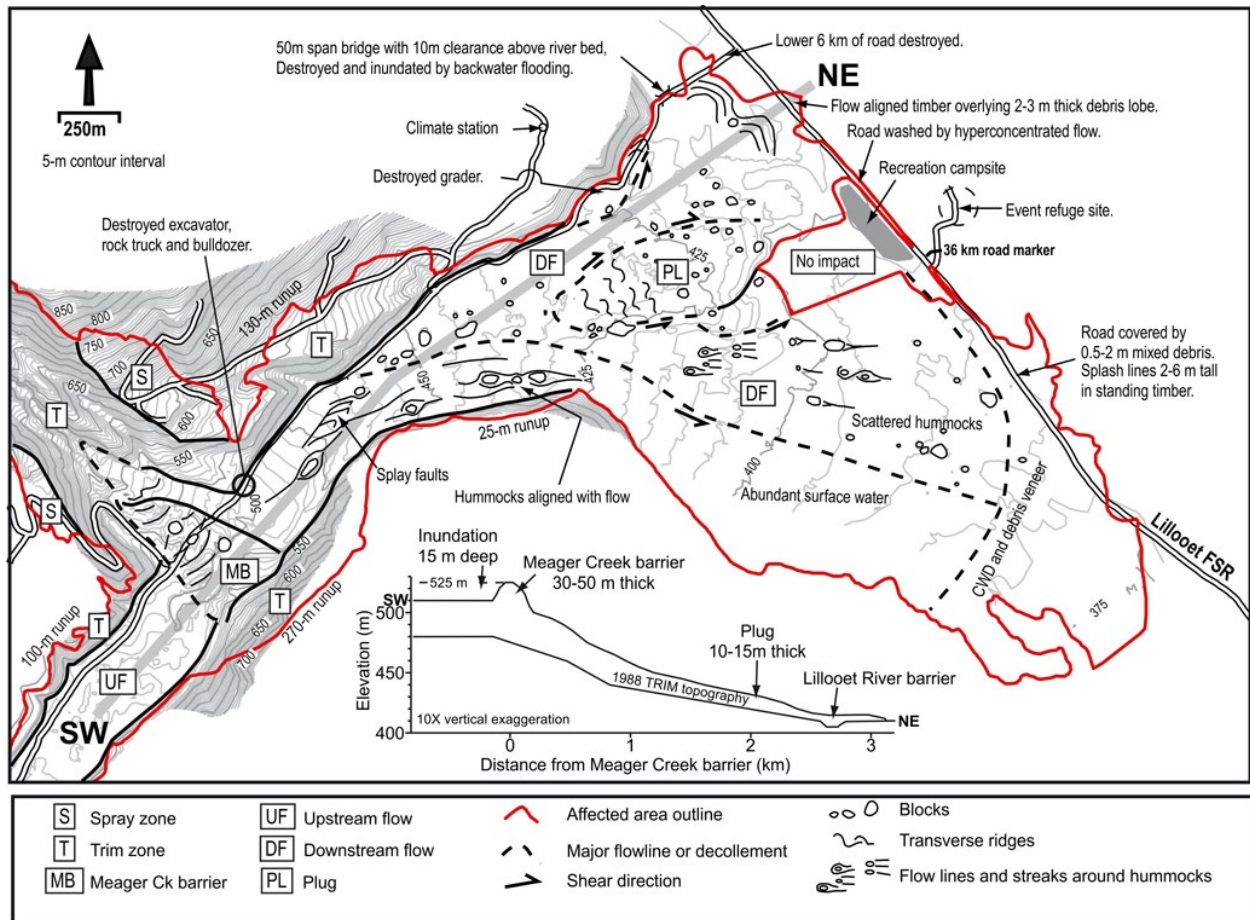 50m span bridge with 10m clearance above river bed,
Destroyed and inundated by backwater flooding.
Lower 6 km of road destroyed.
NE
250m
5-m contour interval
Climate station
Flow aligned timber overlying 2-3 m thick debris lobe.
Road washed by hyperconcentrated flow.
Destroyed grader.
Recreation campsite
Event refuge site.
Destroyed excavator,
rock truck and bulldozer.
36 km road marker
No impact
DF
PL
425
850
800
750
700
650
650
600
550
130-m runup
S
T
T
450
425
Road covered by
0.5-2 m mixed debris.
Splash lines 2-6 m tall
in standing timber.
DF
Scattered hummocks
25-m runup
Splay faults
Hummocks aligned with flow
400
Abundant surface water
500
S
CWD and debris veneer
Lillooet FSR
375
MB
550
600
650
700
T
T
270-m runup
100-m runup
UF
SW
Inundation
15 m deep
Meager Creek barrier
30-50 m thick
525 m
SW
500
Plug
10-15m thick
Elevation (m)
450
1988 TRIM topography
Lillooet River barrier
10X vertical exaggeration
NE
400
0 1 2 3
Distance from Meager Creek barrier (km)
S Spray zone
UF Upstream flow
Affected area outline
Blocks
T Trim zone
DF Downstream flow
Major flowline or decollement
Transverse ridges
MB Meager Ck barrier
PL Plug
Shear direction
Flow lines and streaks around hummocks